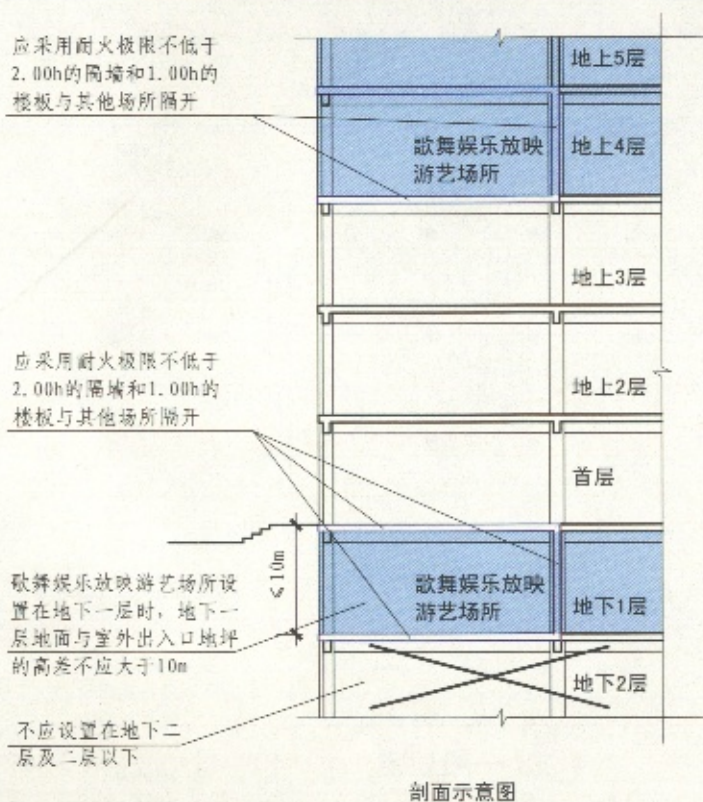 应采用耐火极限不低于
2.00h的隔墙和1.00h的
楼板与其他场所隔开
地上5层
歌舞娱乐放映
游艺场所
地上4层
地上3层
应采用耐火极限不低于
2.00h的隔墙和1.00h的
楼板与其他场所隔开
地上2层
首层
≤10m
歌舞娱乐放映游艺场所设
置在地下一层时，地下一
层地面与室外出入口地坪
的高差不应大于10m
歌舞娱乐放映
游艺场所
地下1层
地下2层
不应设置在地下二
层及二层以下
剖面示意图